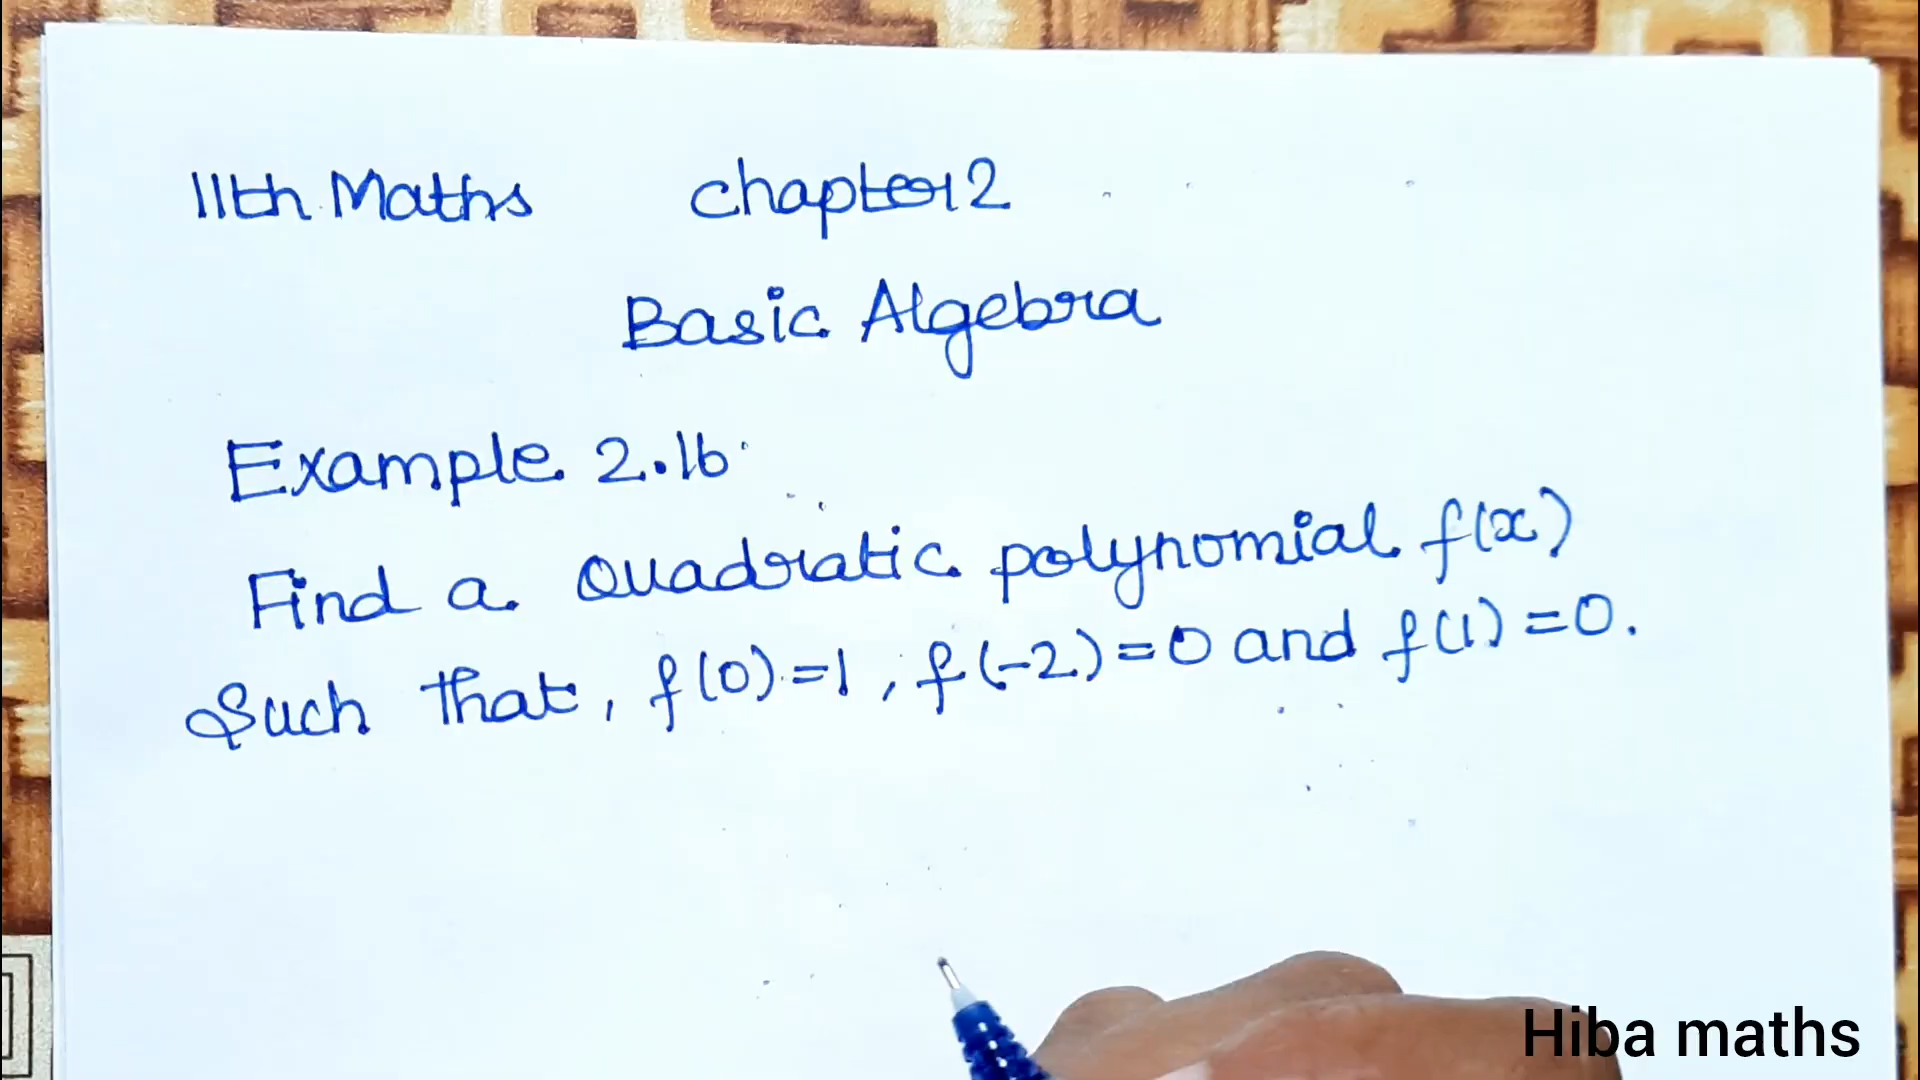 11th Maths chapter 2
Basic Algebra
Example 2.16
Find a quadratic polynomial f(x)
Such that, f(0)=1, f(-2)=0 and f(1)=0.
Hiba maths